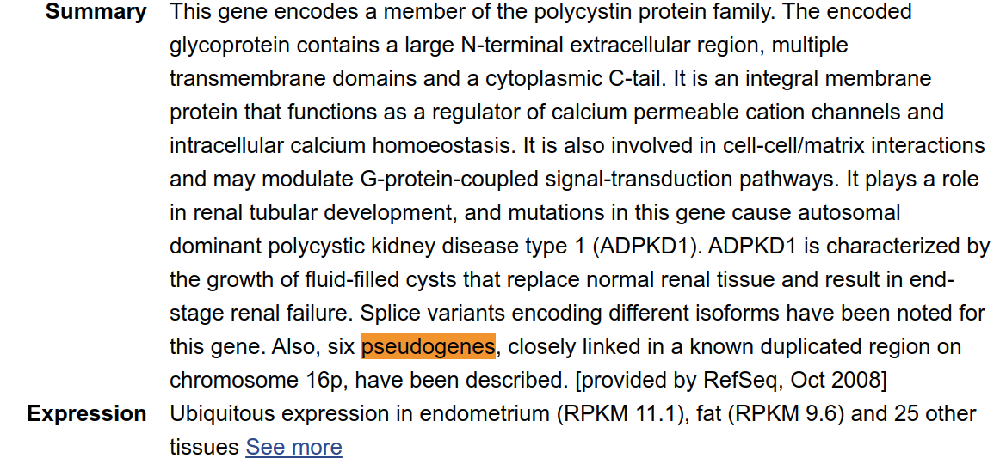 Summary This gene encodes a member of the polycystin protein family. The encoded
glycoprotein contains a large N-terminal extracellular region, multiple
transmembrane domains and a cytoplasmic C-tail. It is an integral membrane
protein that functions as a regulator of calcium permeable cation channels and
intracellular calcium homoeostasis. It is also involved in cell-cell/matrix interactions
and may modulate G-protein-coupled signal-transduction pathways. It plays a role
in renal tubular development, and mutations in this gene cause autosomal
dominant polycystic kidney disease type 1 (ADPKD1). ADPKD1 is characterized by
the growth of fluid-filled cysts that replace normal renal tissue and result in end-
stage renal failure. Splice variants encoding different isoforms have been noted for
this gene. Also, six pseudogenes, closely linked in a known duplicated region on
chromosome 16p, have been described. [provided by RefSeq, Oct 2008]
Expression Ubiquitous expression in endometrium (RPKM 11.1), fat (RPKM 9.6) and 25 other
tissues See more